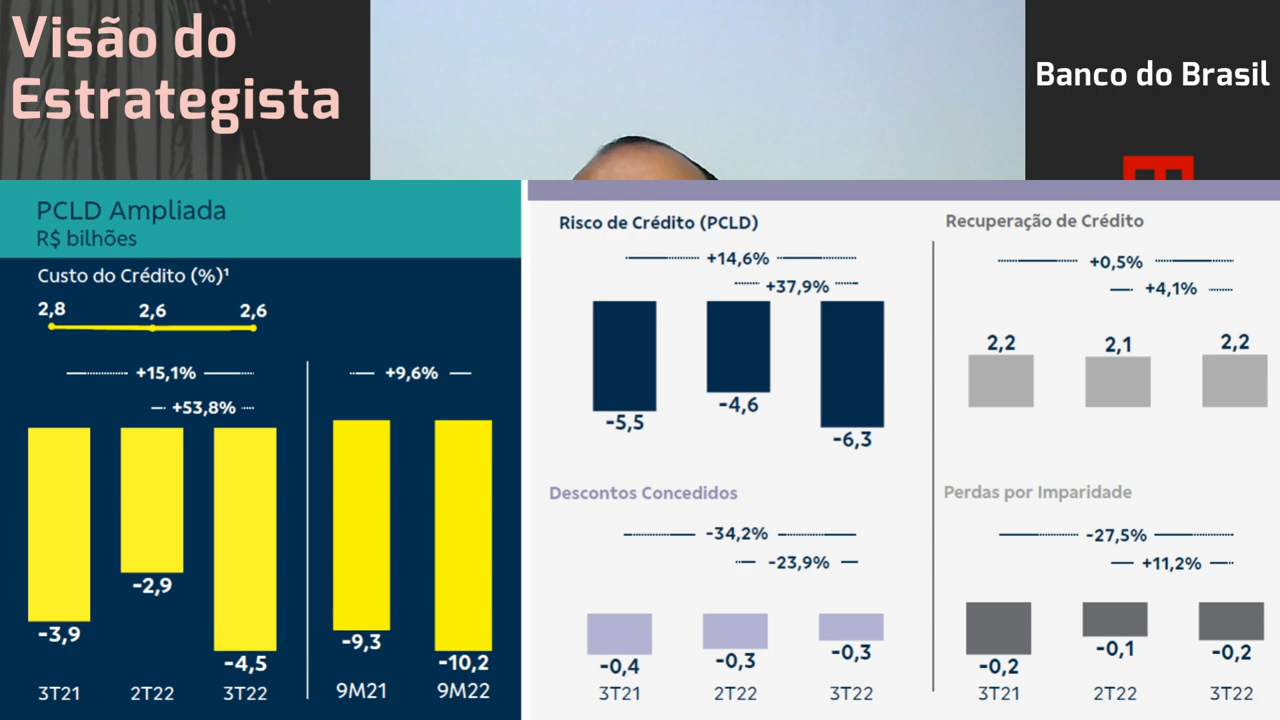 Visão do
Estrategista
Banco do Brasil
PCLD Ampliada
R$ bilhões
Custo do Crédito (%)¹
2,8 2,6 2,6
+15,1% +9,6%
+53,8%
-3,9 -2,9 -4,5 -9,3 -10,2
3T21 2T22 3T22 9M21 9M22
Risco de Crédito (PCLD)
+14,6%
+37,9%
-5,5 -4,6 -6,3
Recuperação de Crédito
+0,5%
+4,1%
2,2 2,1 2,2
Descontos Concedidos
-34,2%
-23,9%
-0,4 -0,3 -0,3
3T21 2T22 3T22
Perdas por Imparidade
-27,5%
+11,2%
-0,2 -0,1 -0,2
3T21 2T22 3T22